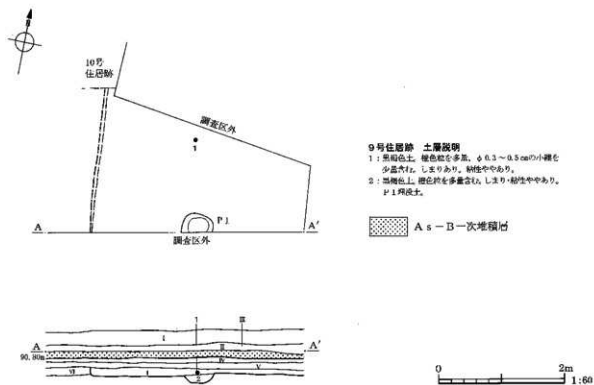 10号
住居跡
調査区外
1
P1
A
A'
調査区外
9号住居跡 土層説明
1：黒褐色土。橙色粒を多量、φ0.3〜0.5㎝の小礫を
少量含む。しまりあり。粘性ややあり。
2：黒褐色土。橙色粒を多量含む。しまり・粘性ややあり。
P1埋没土。
As－B一次堆積層
1
Ⅲ
Ⅰ
Ⅱ
A
A'
90.80m
Ⅳ
Ⅴ
Ⅵ
1
2
0
2m
1:60